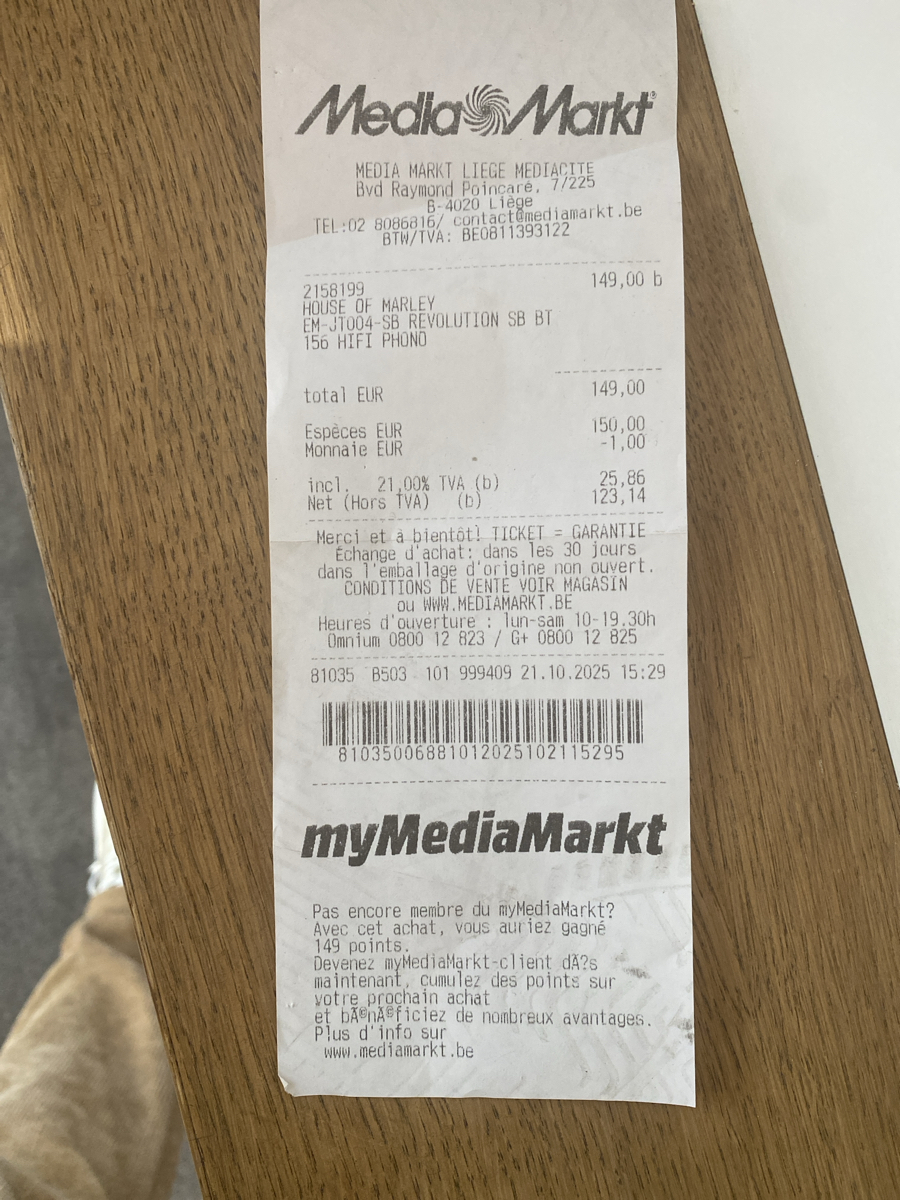 MediaMarkt®
MEDIA MARKT LIEGE MEDIACITE
Bvd Raymond Poincaré, 7/225
B-4020 Liège
TEL:02 8086816/ contact@mediamarkt.be
BTW/TVA: BE0811393122
2158199 149,00 b
HOUSE OF MARLEY
EM-JT004-SB REVOLUTION SB BT
156 HIFI PHONO
total EUR 149,00
Espèces EUR 150,00
Monnaie EUR -1,00
incl. 21,00% TVA (b) 25,86
Net (Hors TVA) (b) 123,14
Merci et à bientôt! TICKET = GARANTIE
Échange d'achat: dans les 30 jours
dans l'emballage d'origine non ouvert.
CONDITIONS DE VENTE VOIR MAGASIN
ou WWW.MEDIAMARKT.BE
Heures d'ouverture : lun-sam 10-19.30h
Omnium 0800 12 823 / G+ 0800 12 825
81035 B503 101 999409 21.10.2025 15:29
81035006881012025102115295
myMediaMarkt
Pas encore membre du myMediaMarkt?
Avec cet achat, vous auriez gagné
149 points.
Devenez myMediaMarkt-client dÃ?s
maintenant, cumulez des points sur
votre prochain achat
et bÃ©nÃ©ficiez de nombreux avantages.
Plus d'info sur
www.mediamarkt.be